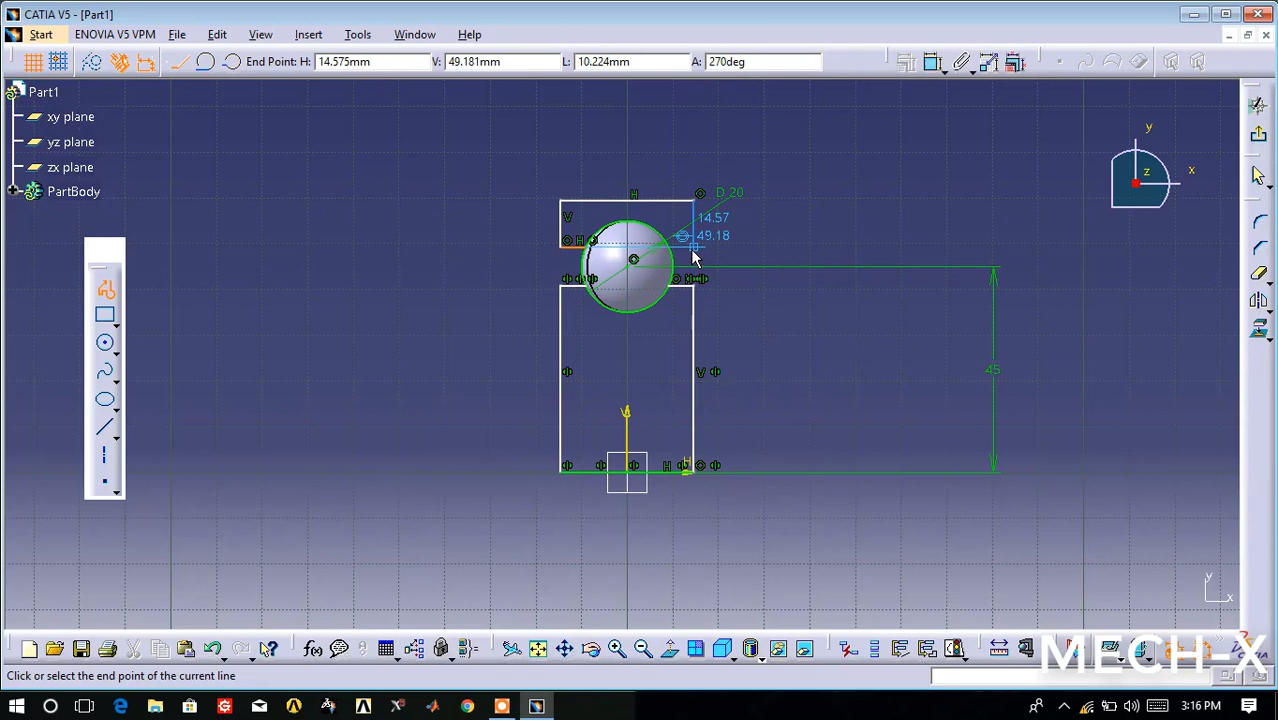 CATIA V5 - [Part1]
Start ENOVIA V5 VPM File Edit View Insert Tools Window Help
End Point: H: 14.575mm V: 49.181mm L: 10.224mm A: 270deg
Part1
xy plane
yz plane
zx plane
PartBody
y
x
z
H
D 20
V
14.57
49.18
H
H
45
V
V
H
H
y
x
f(x)
MECH-X
Click or select the end point of the current line
3:16 PM